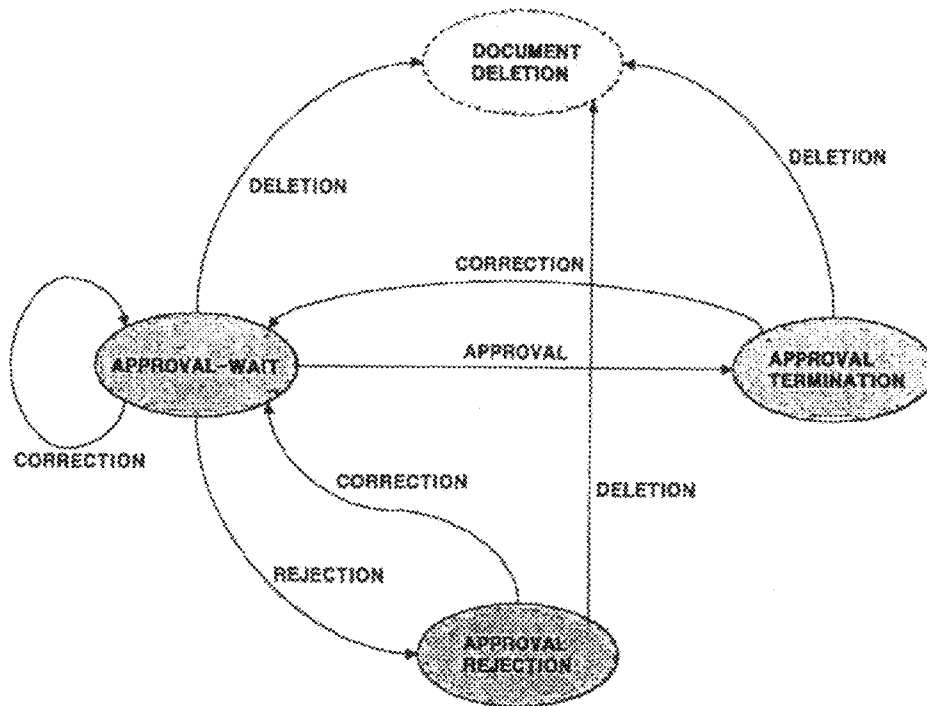 DOCUMENT
DELETION
DELETION
DELETION
CORRECTION
APPROVAL-WAIT
APPROVAL
APPROVAL
TERMINATION
CORRECTION
CORRECTION
DELETION
REJECTION
APPROVAL
REJECTION